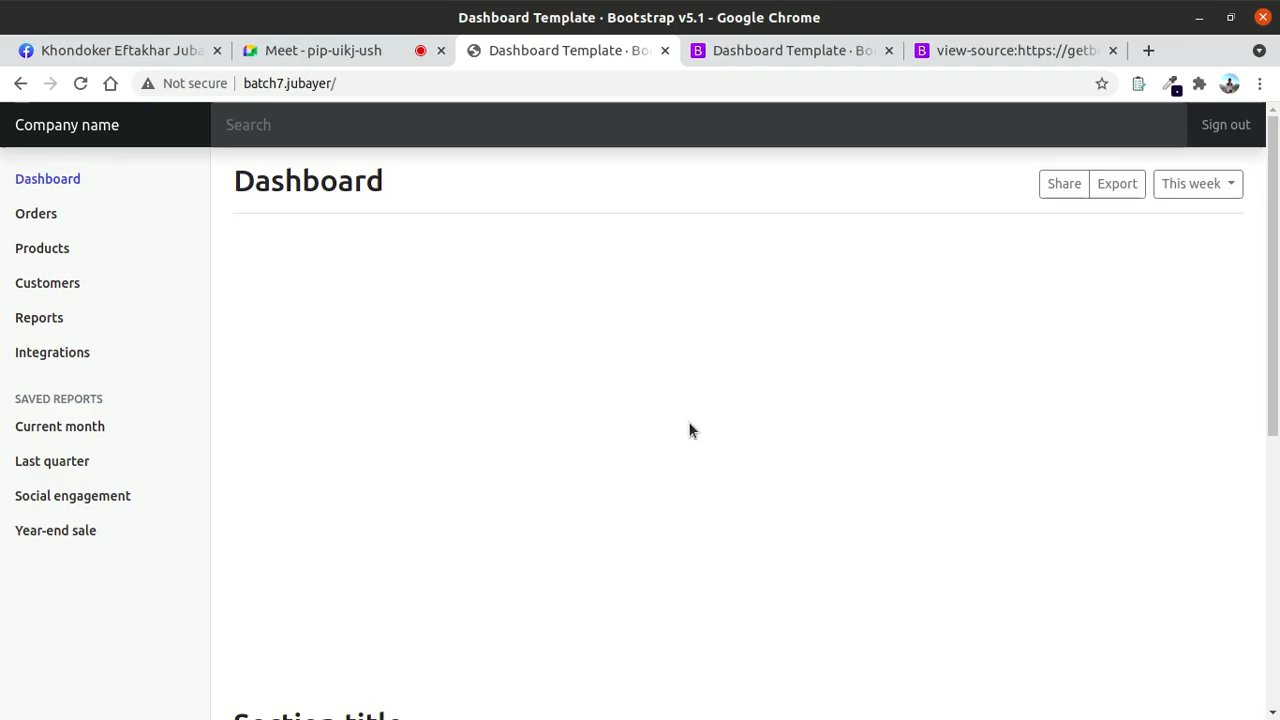 Dashboard Template · Bootstrap v5.1 - Google Chrome
Khondoker Eftakhar Juba
Meet - pip-uikj-ush
Dashboard Template · Bo
Dashboard Template · Bo
view-source:https://getb
Not secure
batch7.jubayer/
Company name
Search
Sign out
Dashboard
Orders
Products
Customers
Reports
Integrations
SAVED REPORTS
Current month
Last quarter
Social engagement
Year-end sale
Dashboard
Share
Export
This week
Section title